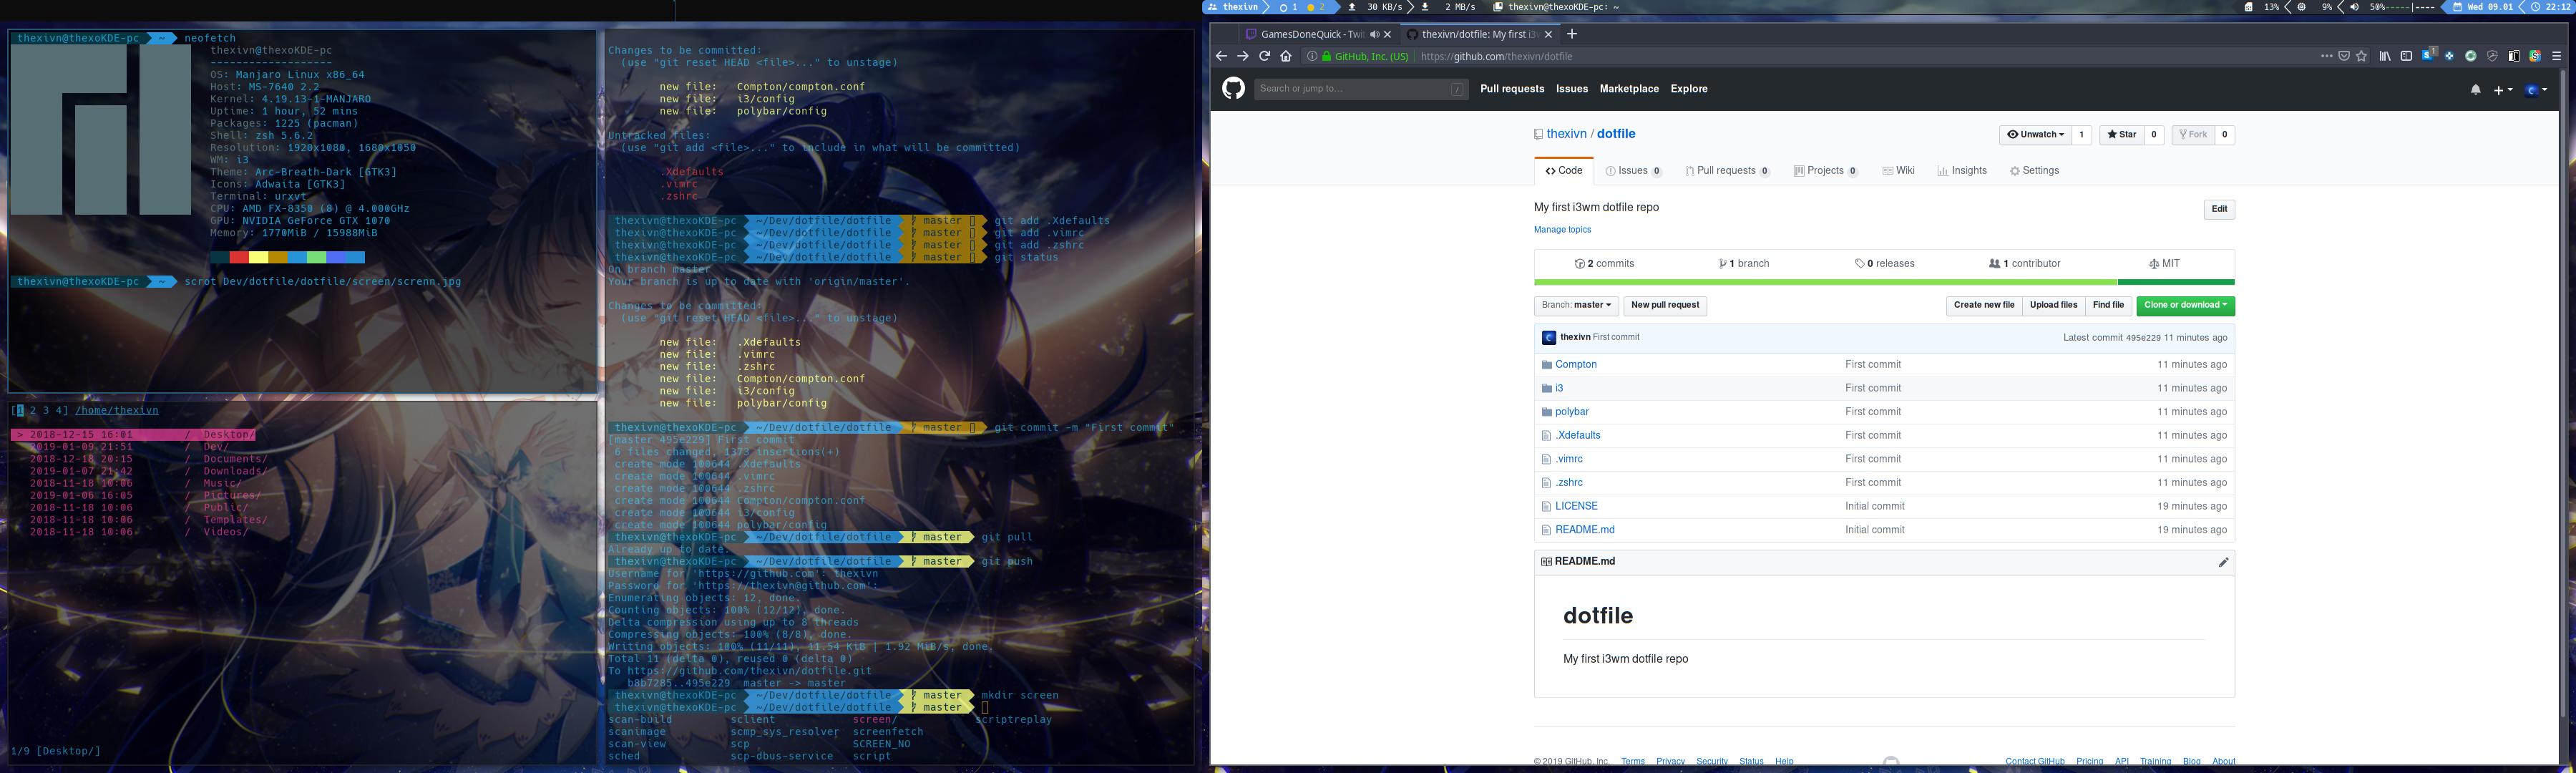 thexivn@thexoKDE-pc ~ neofetch
thexivn@thexoKDE-pc
-------------------
OS: Manjaro Linux x86_64
Host: MS-7640 2.2
Kernel: 4.19.13-1-MANJARO
Uptime: 1 hour, 52 mins
Packages: 1225 (pacman)
Shell: zsh 5.6.2
Resolution: 1920x1080, 1680x1050
WM: i3
Theme: Arc-Breath-Dark [GTK3]
Icons: Adwaita [GTK3]
Terminal: urxvt
CPU: AMD FX-8350 (8) @ 4.000GHz
GPU: NVIDIA GeForce GTX 1070
Memory: 1770MiB / 15988MiB
thexivn@thexoKDE-pc ~ scrot Dev/dotfile/dotfile/screen/screnn.jpg
[1 2 3 4] /home/thexivn
> 2018-12-15 16:01 / Desktop/
2019-01-09 21:51 / Dev/
2018-12-18 20:15 / Documents/
2019-01-07 21:42 / Downloads/
2018-11-18 10:06 / Music/
2019-01-06 16:05 / Pictures/
2018-11-18 10:06 / Public/
2018-11-18 10:06 / Templates/
2018-11-18 10:06 / Videos/
1/9 [Desktop/]
Changes to be committed:
(use "git reset HEAD <file>..." to unstage)
new file: Compton/compton.conf
new file: i3/config
new file: polybar/config
Untracked files:
(use "git add <file>..." to include in what will be committed)
.Xdefaults
.vimrc
.zshrc
thexivn@thexoKDE-pc ~/Dev/dotfile/dotfile master git add .Xdefaults
thexivn@thexoKDE-pc ~/Dev/dotfile/dotfile master git add .vimrc
thexivn@thexoKDE-pc ~/Dev/dotfile/dotfile master git add .zshrc
thexivn@thexoKDE-pc ~/Dev/dotfile/dotfile master git status
On branch master
Your branch is up to date with 'origin/master'.
Changes to be committed:
(use "git reset HEAD <file>..." to unstage)
new file: .Xdefaults
new file: .vimrc
new file: .zshrc
new file: Compton/compton.conf
new file: i3/config
new file: polybar/config
thexivn@thexoKDE-pc ~/Dev/dotfile/dotfile master git commit -m "First commit"
[master 495e229] First commit
6 files changed, 1373 insertions(+)
create mode 100644 .Xdefaults
create mode 100644 .vimrc
create mode 100644 .zshrc
create mode 100644 Compton/compton.conf
create mode 100644 i3/config
create mode 100644 polybar/config
thexivn@thexoKDE-pc ~/Dev/dotfile/dotfile master git pull
Already up to date.
thexivn@thexoKDE-pc ~/Dev/dotfile/dotfile master git push
Username for 'https://github.com': thexivn
Password for 'https://thexivn@github.com':
Enumerating objects: 12, done.
Counting objects: 100% (12/12), done.
Delta compression using up to 8 threads
Compressing objects: 100% (8/8), done.
Writing objects: 100% (11/11), 11.54 KiB | 1.92 MiB/s, done.
Total 11 (delta 0), reused 0 (delta 0)
To https://github.com/thexivn/dotfile.git
b8b7285..495e229 master -> master
thexivn@thexoKDE-pc ~/Dev/dotfile/dotfile master mkdir screen
thexivn@thexoKDE-pc ~/Dev/dotfile/dotfile master
scan-build sclient screen/ scriptreplay
scanimage scmp_sys_resolver screenfetch
scan-view scp SCREEN_NO
sched scp-dbus-service script
thexivn 1 2 30 KB/s 2 MB/s thexivn@thexoKDE-pc: ~ 13% 9% 50%-----|---- Wed 09.01 22:12
GamesDoneQuick - Twi thexivn/dotfile: My first i3
GitHub, Inc. (US) https://github.com/thexivn/dotfile 1
Search or jump to... / Pull requests Issues Marketplace Explore
thexivn / dotfile Unwatch 1 Star 0 Fork 0
Code Issues 0 Pull requests 0 Projects 0 Wiki Insights Settings
My first i3wm dotfile repo Edit
Manage topics
2 commits 1 branch 0 releases 1 contributor MIT
Branch: master New pull request Create new file Upload files Find file Clone or download
thexivn First commit Latest commit 495e229 11 minutes ago
Compton First commit 11 minutes ago
i3 First commit 11 minutes ago
polybar First commit 11 minutes ago
.Xdefaults First commit 11 minutes ago
.vimrc First commit 11 minutes ago
.zshrc First commit 11 minutes ago
LICENSE Initial commit 19 minutes ago
README.md Initial commit 19 minutes ago
README.md
dotfile
My first i3wm dotfile repo
© 2019 GitHub, Inc. Terms Privacy Security Status Help Contact GitHub Pricing API Training Blog About